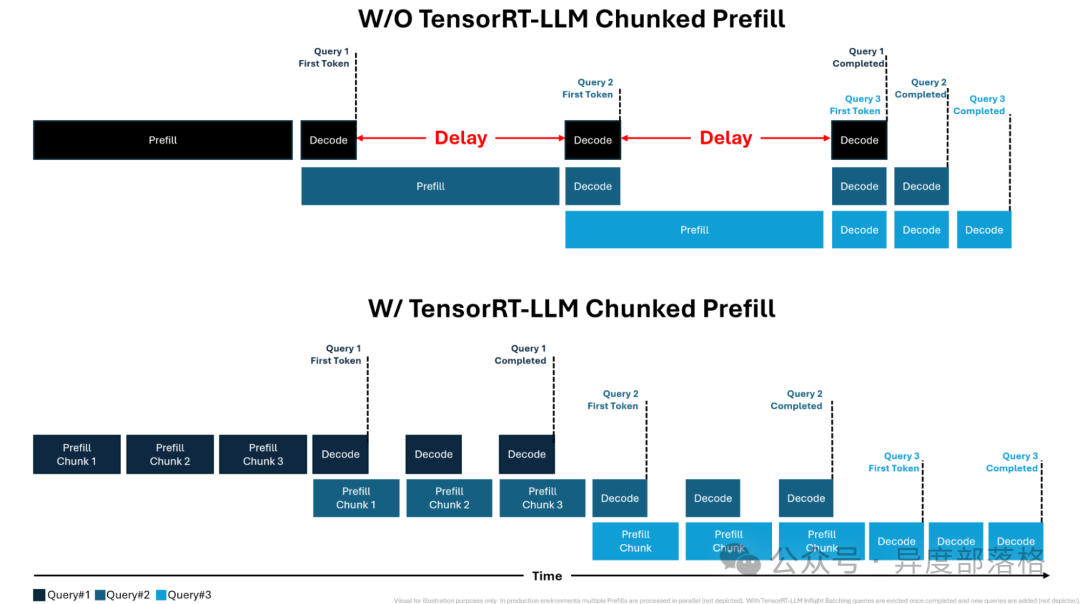 W/O TensorRT-LLM Chunked Prefill
Query 1
First Token
Query 2
First Token
Query 1
Completed
Query 2
Completed
Query 3
First Token
Query 3
Completed
Prefill
Decode
Delay
Decode
Delay
Decode
Prefill
Decode
Decode
Decode
Prefill
Decode
Decode
Decode
W/ TensorRT-LLM Chunked Prefill
Query 1
First Token
Query 1
Completed
Query 2
First Token
Query 2
Completed
Query 3
First Token
Query 3
Completed
Prefill
Chunk 1
Prefill
Chunk 2
Prefill
Chunk 3
Decode
Decode
Decode
Prefill
Chunk 1
Prefill
Chunk 2
Prefill
Chunk 3
Decode
Decode
Decode
Prefill
Chunk
Prefill
Chunk
Prefill
Chunk
Decode
Decode
Decode
公众号 · 异度部落格
Time
Query#1 Query#2 Query#3
Visual for illustration purposes only. In production environments multiple Prefills are processed in parallel (not depicted). With TensorRT-LLM Inflight Batching queries are evicted once completed and new queries are added (not depicted).